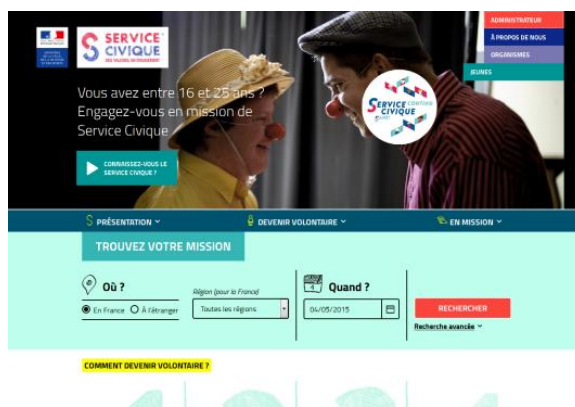 ADMINISTRATEUR
À PROPOS DE NOUS
ORGANISMES
JEUNES
SERVICE
CIVIQUE
Vous avez entre 16 et 25 ans ?
Engagez-vous en mission de
Service Civique
CONNAISSEZ-VOUS LE
SERVICE CIVIQUE ?
SERVICE
CIVIQUE
PRÉSENTATION
DEVENIR VOLONTAIRE
EN MISSION
TROUVEZ VOTRE MISSION
Où ?
En France À l'étranger
Région (pour la France)
Toutes les régions
Quand ?
04/05/2015
RECHERCHER
Recherche avancée
COMMENT DEVENIR VOLONTAIRE ?